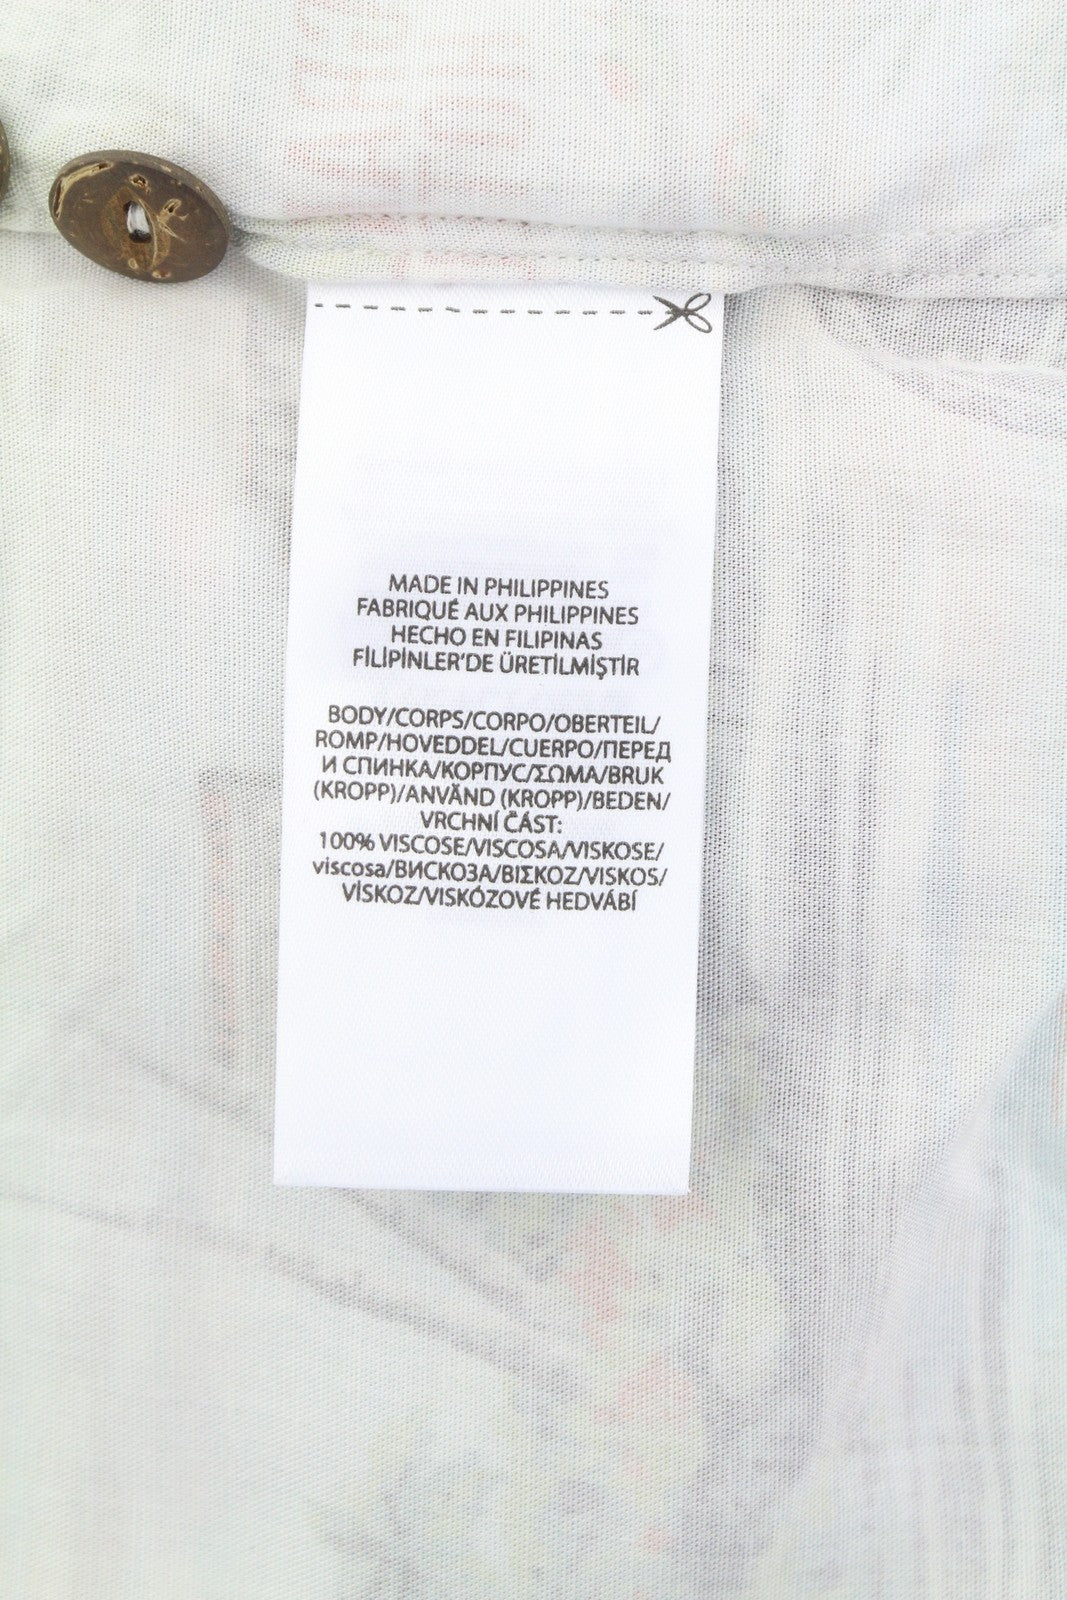 MADE IN PHILIPPINES
FABRIQUÉ AUX PHILIPPINES
HECHO EN FILIPINAS
FİLİPİNLER'DE ÜRETİLMİŞTİR
BODY/CORPS/CORPO/OBERTEIL/
ROMP/HOVEDDEL/CUERPO/ПЕРЕД
И СПИНКА/КОРПУС/ΣΩΜΑ/BRUK
(KROPP)/ANVÄND (KROPP)/BEDEN/
VRCHNÍ ČÁST:
100% VISCOSE/VISCOSA/VISKOSE/
viscosa/ВИСКОЗА/ΒΙΣΚΟΖ/VISKOS/
VİSKOZ/VISKÓZOVÉ HEDVÁBÍ